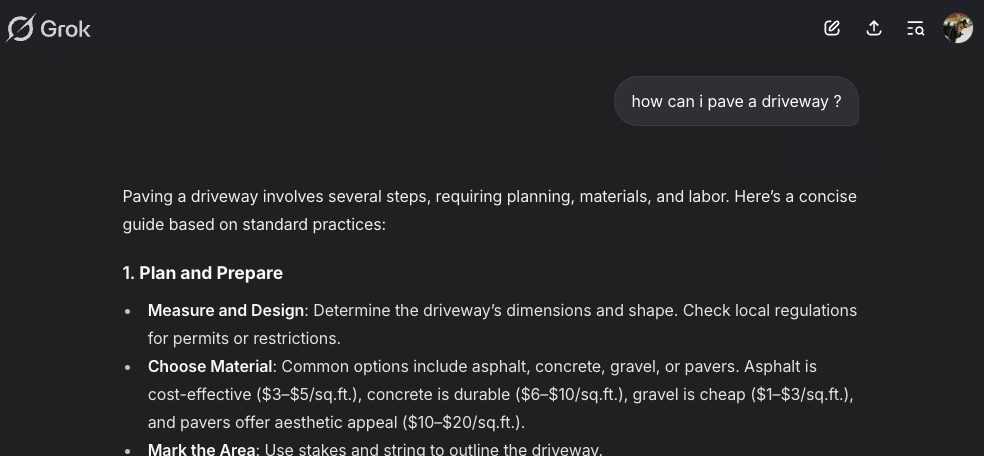 Grok
how can i pave a driveway ?
Paving a driveway involves several steps, requiring planning, materials, and labor. Here’s a concise
guide based on standard practices:
1. Plan and Prepare
• Measure and Design: Determine the driveway’s dimensions and shape. Check local regulations
for permits or restrictions.
• Choose Material: Common options include asphalt, concrete, gravel, or pavers. Asphalt is
cost-effective ($3–$5/sq.ft.), concrete is durable ($6–$10/sq.ft.), gravel is cheap ($1–$3/sq.ft.),
and pavers offer aesthetic appeal ($10–$20/sq.ft.).
• Mark the Area: Use stakes and string to outline the driveway.